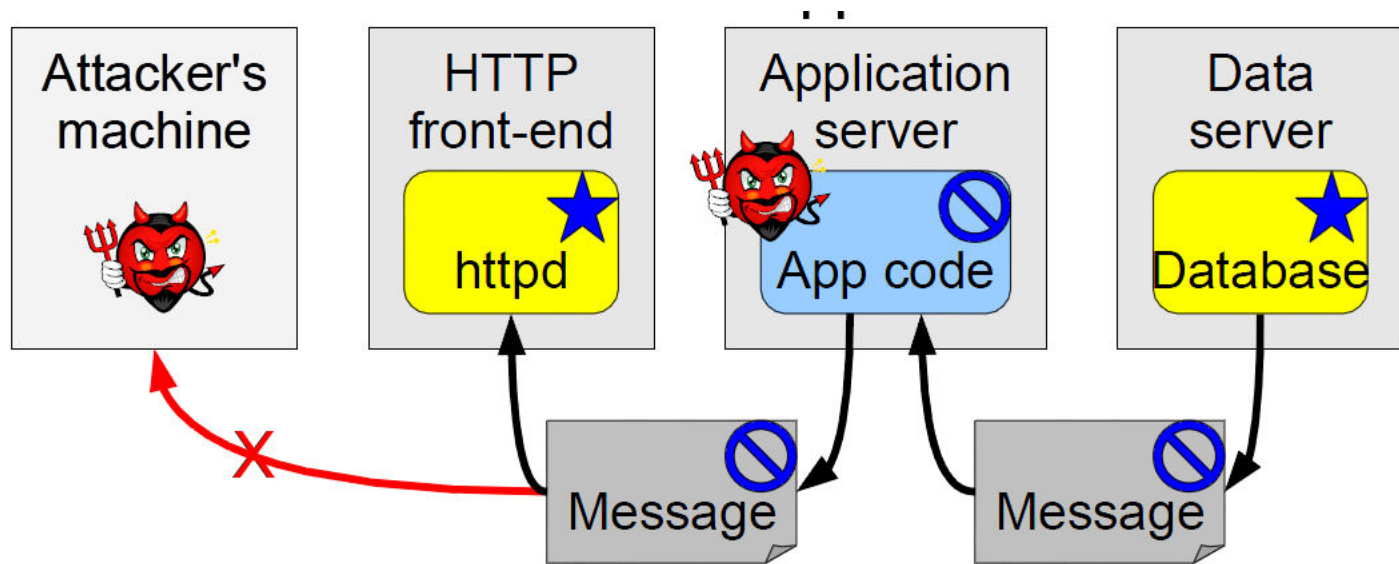 Attacker's
machine
HTTP
front-end
httpd
Application
server
App code
Data
server
Database
X
Message
Message